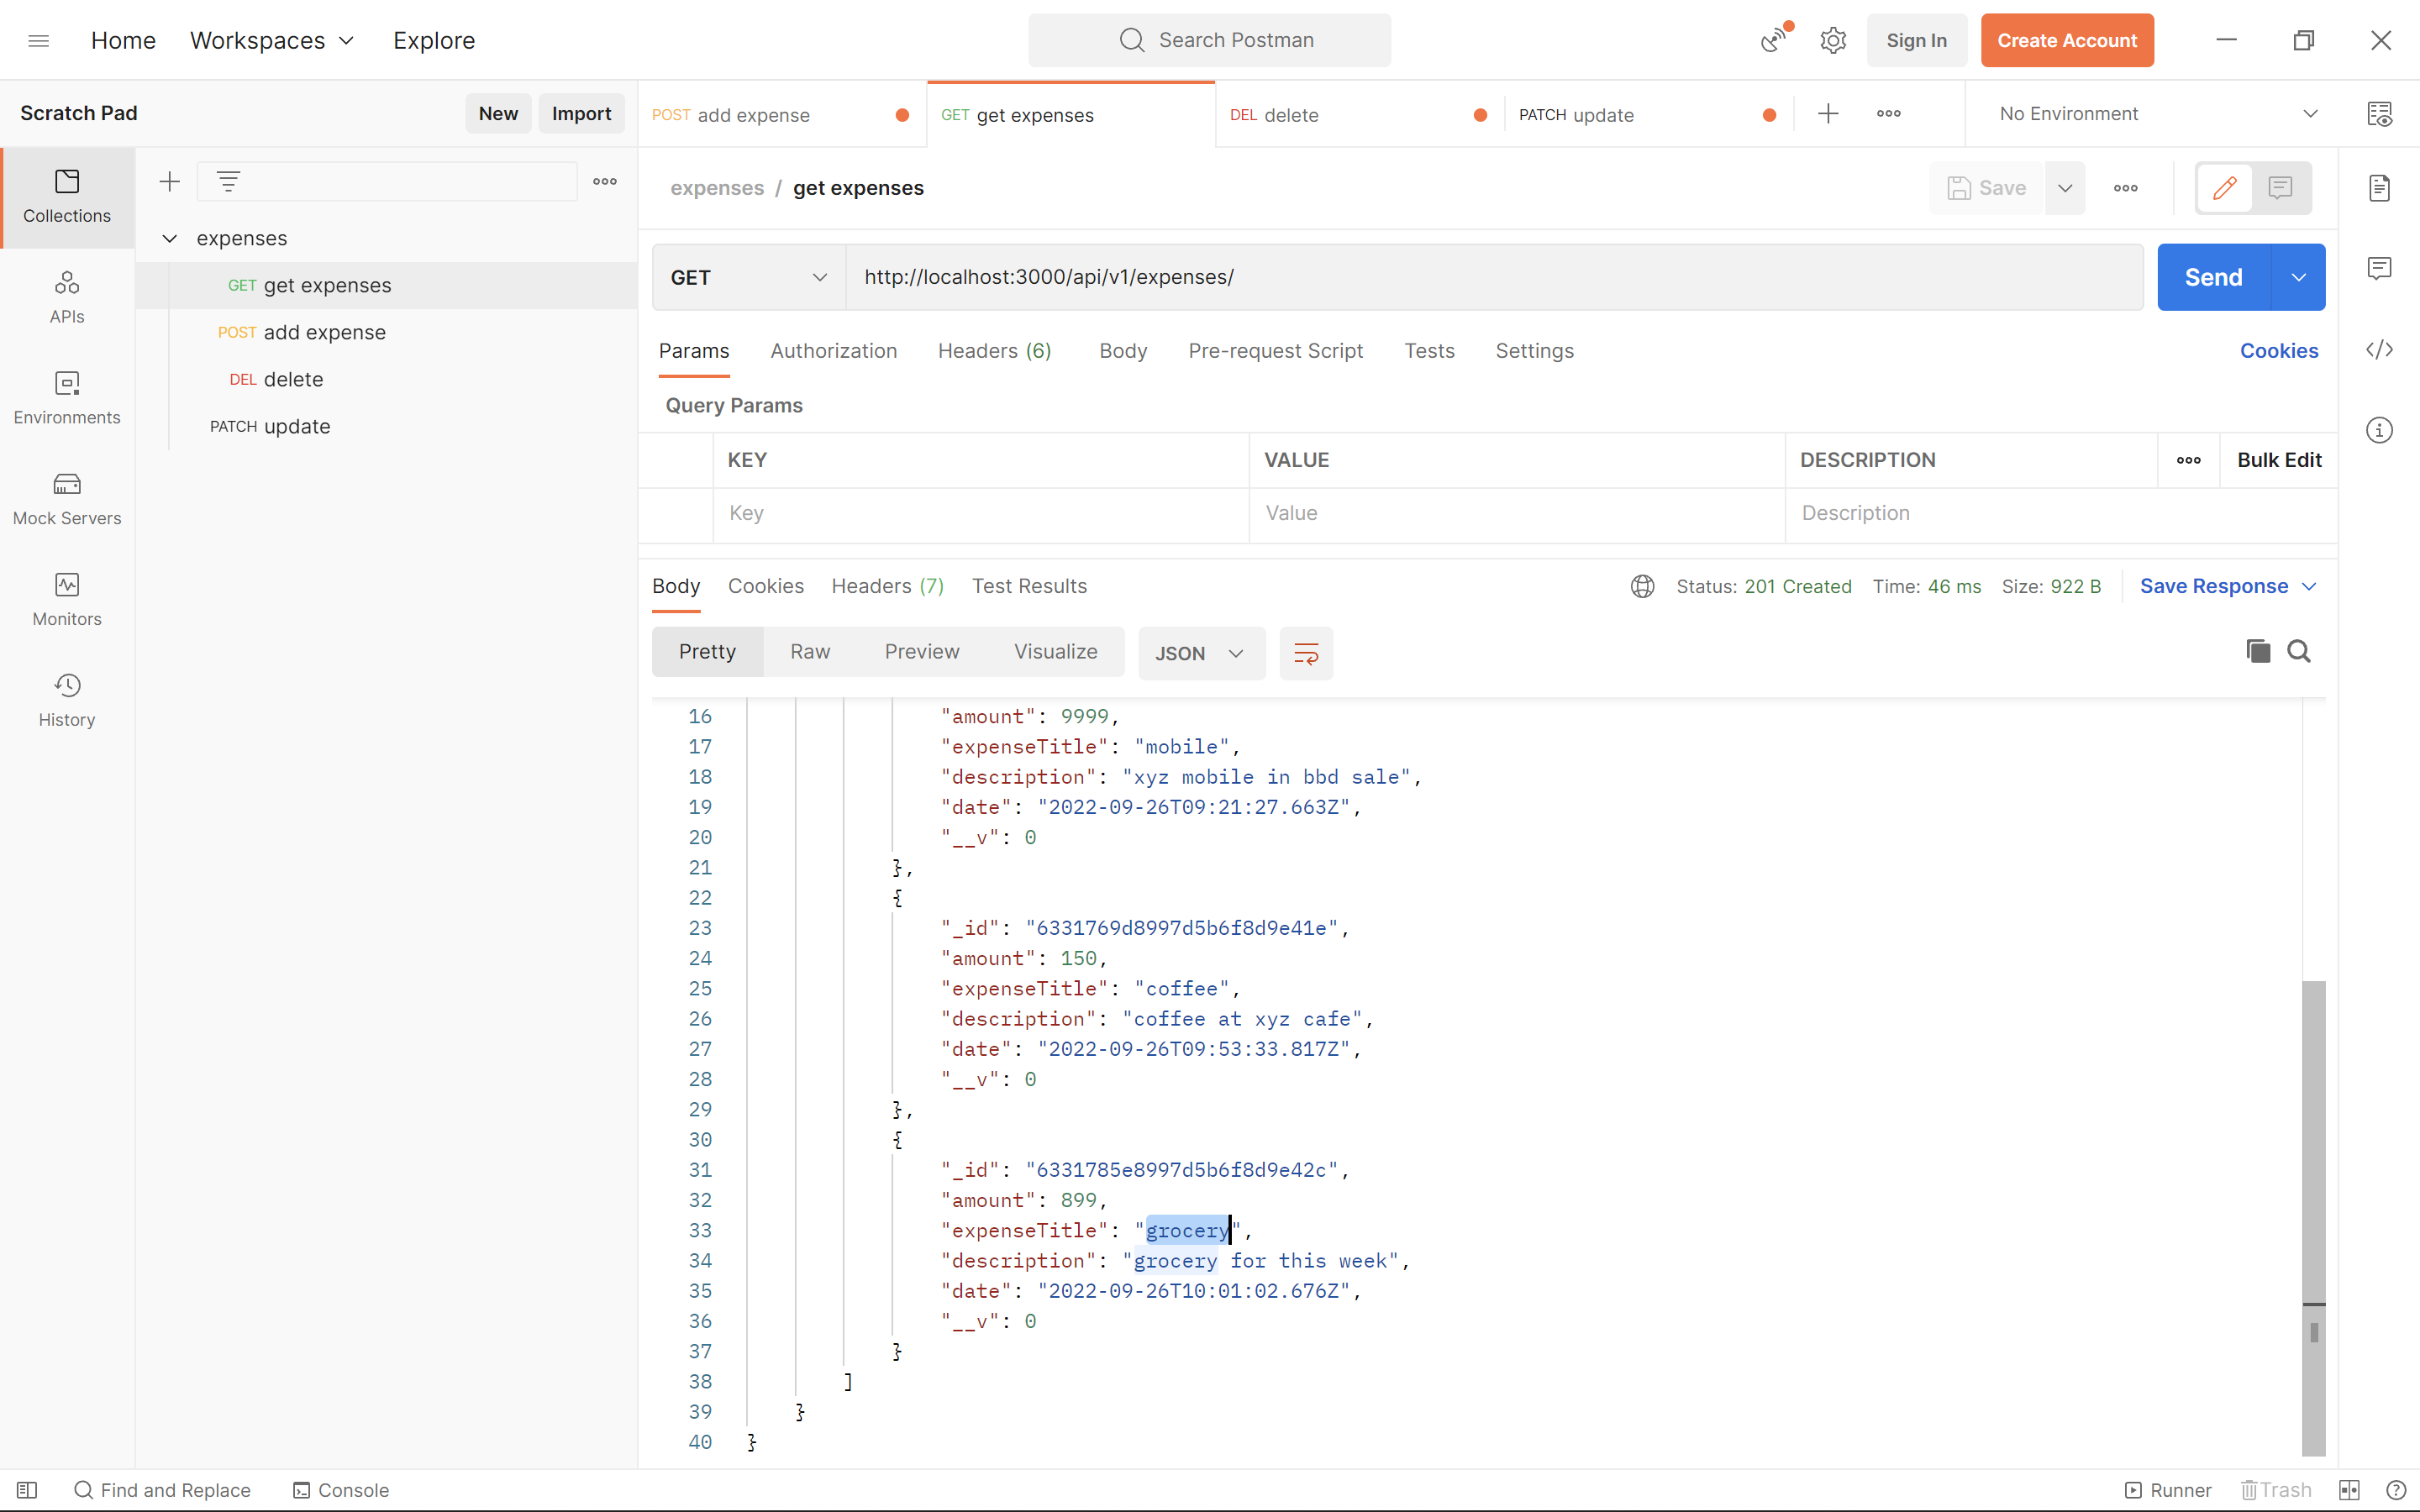 Home Workspaces Explore Search Postman Sign In Create Account
Scratch Pad New Import POST add expense GET get expenses DEL delete PATCH update No Environment
Collections
APIs
Environments
Mock Servers
Monitors
History
expenses
GET get expenses
POST add expense
DEL delete
PATCH update
expenses / get expenses Save
GET http://localhost:3000/api/v1/expenses/ Send
Params Authorization Headers (6) Body Pre-request Script Tests Settings Cookies
Query Params
KEY VALUE DESCRIPTION Bulk Edit
Key Value Description
Body Cookies Headers (7) Test Results Status: 201 Created Time: 46 ms Size: 922 B Save Response
Pretty Raw Preview Visualize JSON
16 "amount": 9999,
17 "expenseTitle": "mobile",
18 "description": "xyz mobile in bbd sale",
19 "date": "2022-09-26T09:21:27.663Z",
20 "__v": 0
21 },
22 {
23 "_id": "6331769d8997d5b6f8d9e41e",
24 "amount": 150,
25 "expenseTitle": "coffee",
26 "description": "coffee at xyz cafe",
27 "date": "2022-09-26T09:53:33.817Z",
28 "__v": 0
29 },
30 {
31 "_id": "6331785e8997d5b6f8d9e42c",
32 "amount": 899,
33 "expenseTitle": "grocery",
34 "description": "grocery for this week",
35 "date": "2022-09-26T10:01:02.676Z",
36 "__v": 0
37 }
38 ]
39 }
40 }
Find and Replace Console Runner Trash